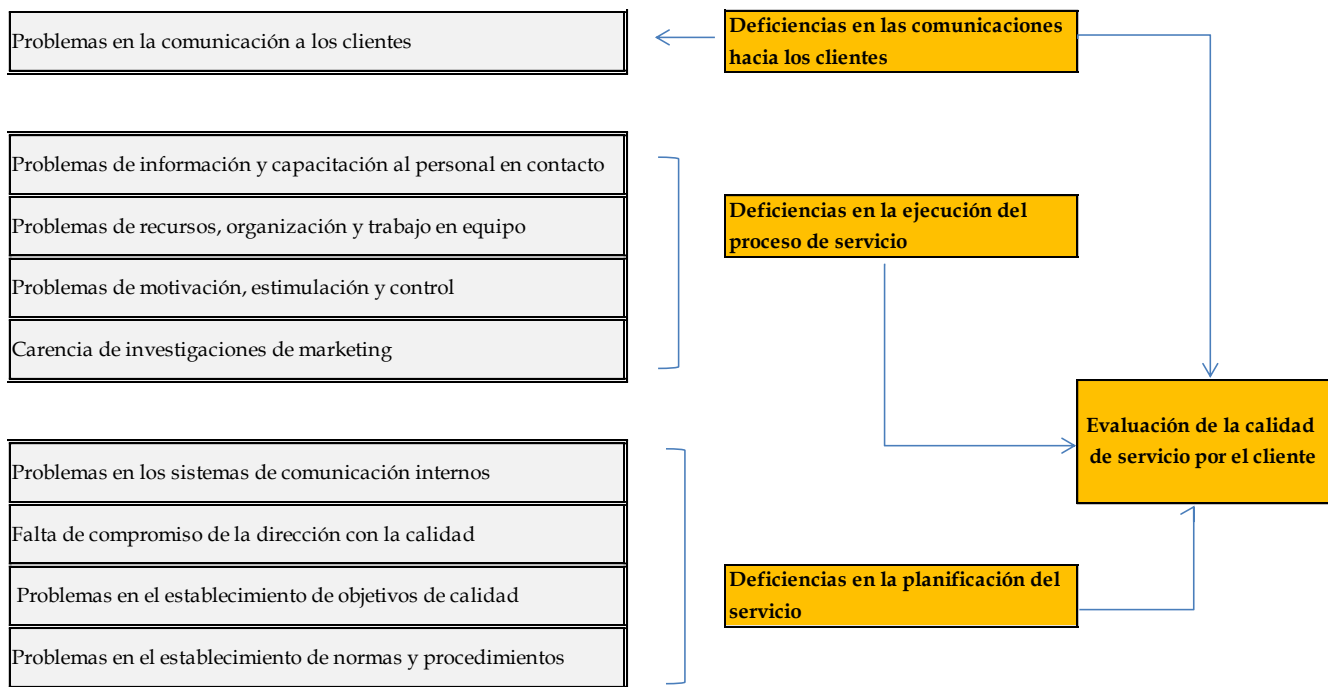 Problemas en la comunicación a los clientes
Deficiencias en las comunicaciones
hacia los clientes
Problemas de información y capacitación al personal en contacto
Problemas de recursos, organización y trabajo en equipo
Problemas de motivación, estimulación y control
Carencia de investigaciones de marketing
Deficiencias en la ejecución del
proceso de servicio
Evaluación de la calidad
de servicio por el cliente
Problemas en los sistemas de comunicación internos
Falta de compromiso de la dirección con la calidad
Problemas en el establecimiento de objetivos de calidad
Problemas en el establecimiento de normas y procedimientos
Deficiencias en la planificación del
servicio